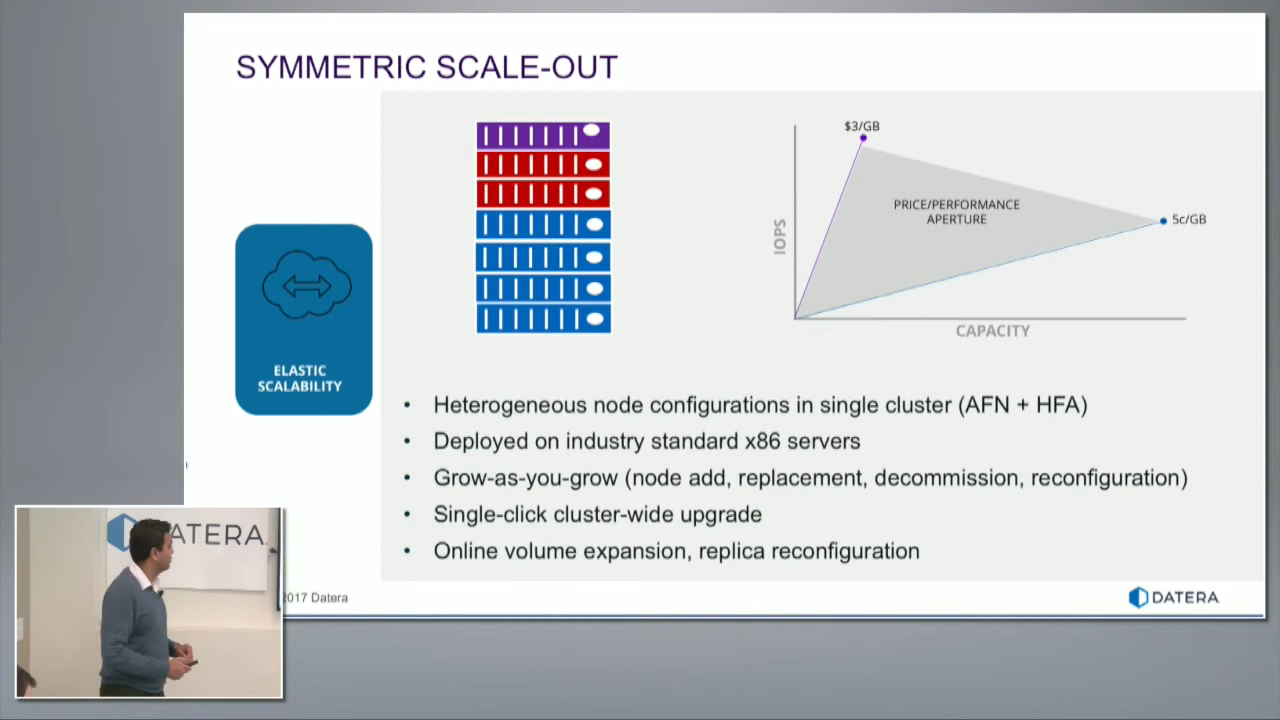 SYMMETRIC SCALE-OUT
$3/GB
PRICE/PERFORMANCE
APERTURE
5c/GB
IOPS
CAPACITY
ELASTIC
SCALABILITY
• Heterogeneous node configurations in single cluster (AFN + HFA)
• Deployed on industry standard x86 servers
• Grow-as-you-grow (node add, replacement, decommission, reconfiguration)
• Single-click cluster-wide upgrade
• Online volume expansion, replica reconfiguration
2017 Datera
DATERA
DATERA